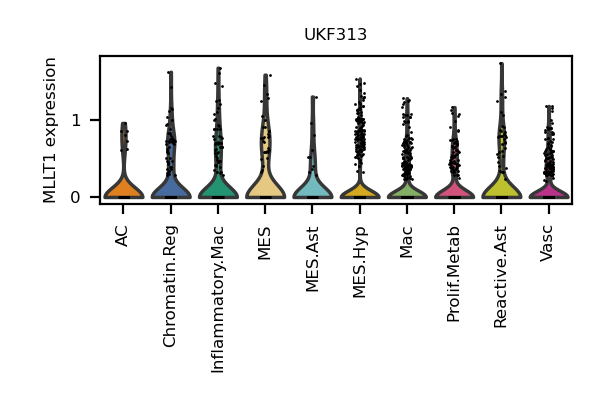 UKF313
MLLT1 expression
1
0
AC
Chromatin.Reg
Inflammatory.Mac
MES
MES.Ast
MES.Hyp
Mac
Prolif.Metab
Reactive.Ast
Vasc